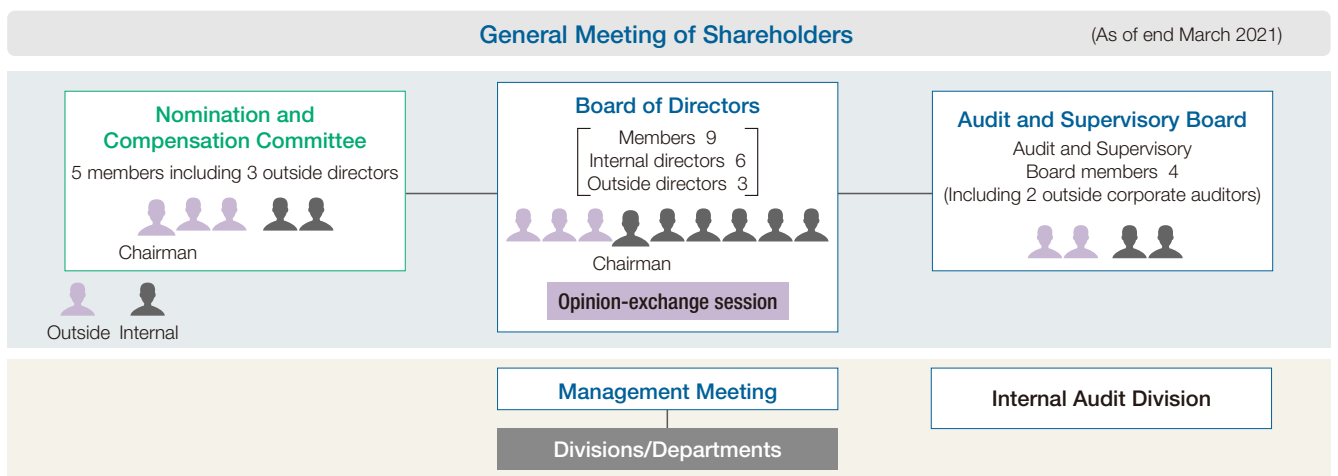 General Meeting of Shareholders
(As of end March 2021)
Nomination and
Compensation Committee
5 members including 3 outside directors
Chairman
Outside
Internal
Board of Directors
Members 9
Internal directors 6
Outside directors 3
Chairman
Opinion-exchange session
Audit and Supervisory Board
Audit and Supervisory
Board members 4
(Including 2 outside corporate auditors)
Management Meeting
Divisions/Departments
Internal Audit Division